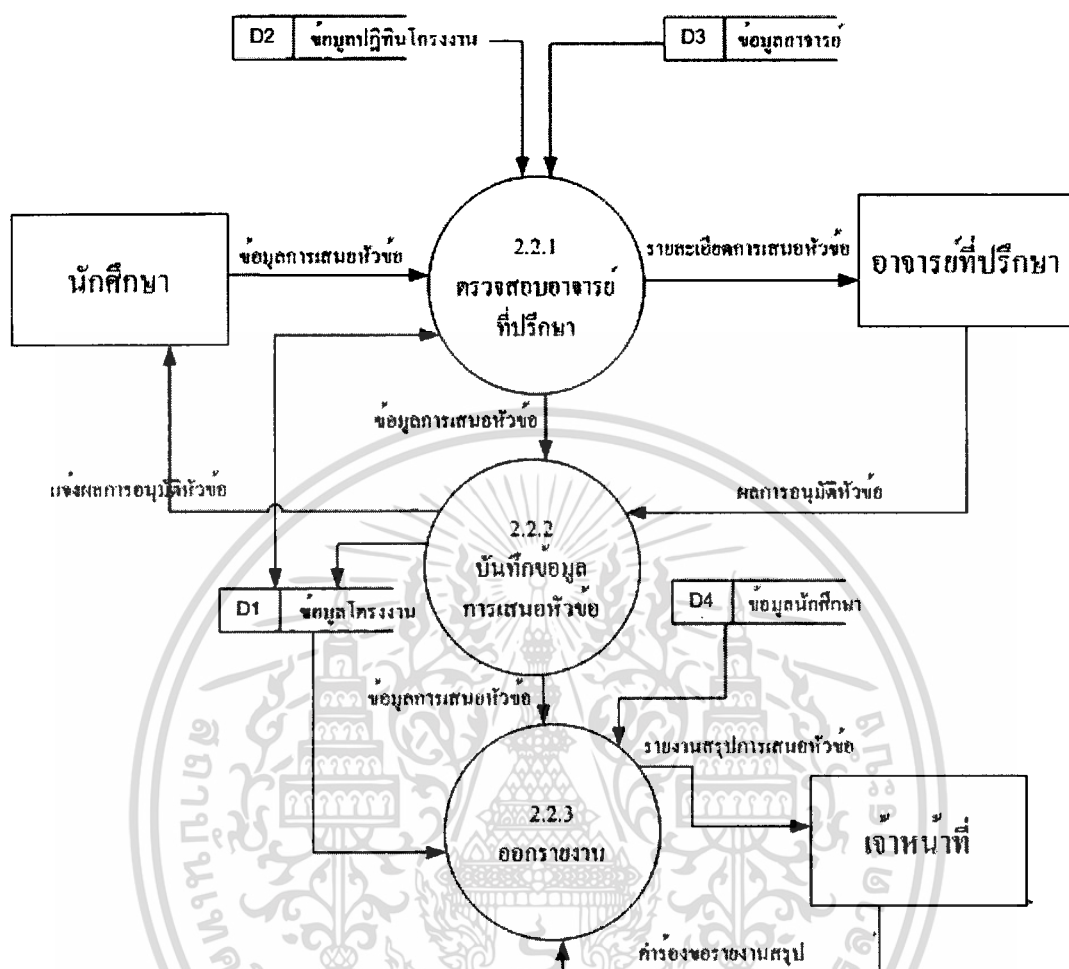 D2 ข้อมูลปฏิทินโครงงาน
D3 ข้อมูลอาจารย์
นักศึกษา
ข้อมูลการเสนอหัวข้อ
2.2.1
ตรวจสอบอาจารย์
ที่ปรึกษา
รายละเอียดการเสนอหัวข้อ
อาจารย์ที่ปรึกษา
ข้อมูลการเสนอหัวข้อ
แจ้งผลการอนุมัติหัวข้อ
ผลการอนุมัติหัวข้อ
2.2.2
บันทึกข้อมูล
การเสนอหัวข้อ
D1 ข้อมูลโครงงาน
D4 ข้อมูลนักศึกษา
ข้อมูลการเสนอหัวข้อ
รายงานสรุปการเสนอหัวข้อ
2.2.3
ออกรายงาน
เจ้าหน้าที่
คำร้องขอรายงานสรุป